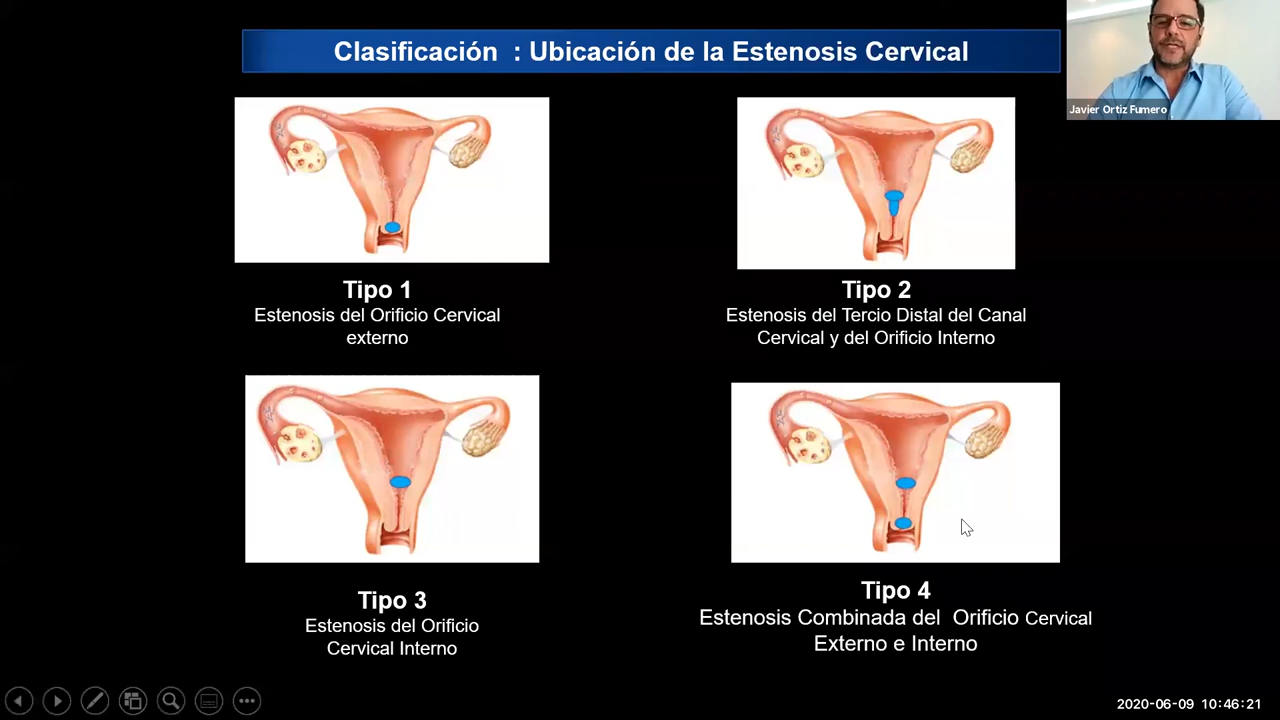 Clasificación : Ubicación de la Estenosis Cervical
Javier Ortiz Fumero
Tipo 1
Estenosis del Orificio Cervical
externo
Tipo 2
Estenosis del Tercio Distal del Canal
Cervical y del Orificio Interno
Tipo 3
Estenosis del Orificio
Cervical Interno
Tipo 4
Estenosis Combinada del Orificio Cervical
Externo e Interno
2020-06-09 10:46:21